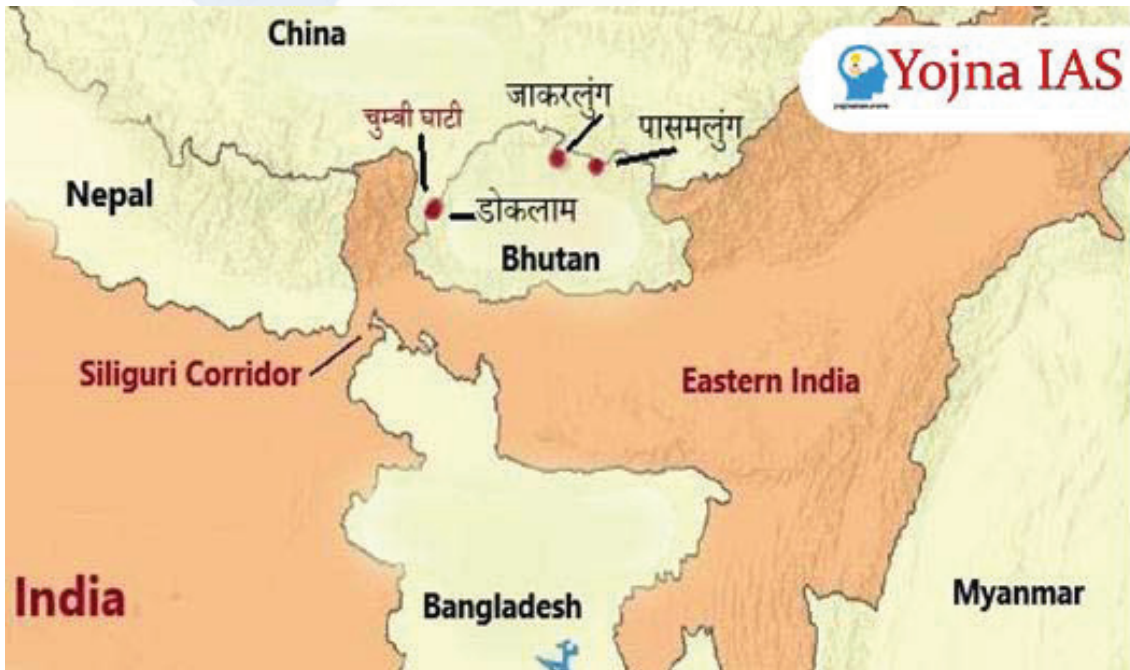 China
Yojna IAS
जाकरलुंग
चुम्बी घाटी
पासमलुंग
Nepal
डोकलाम
Bhutan
Siliguri Corridor
Eastern India
India
Bangladesh
Myanmar